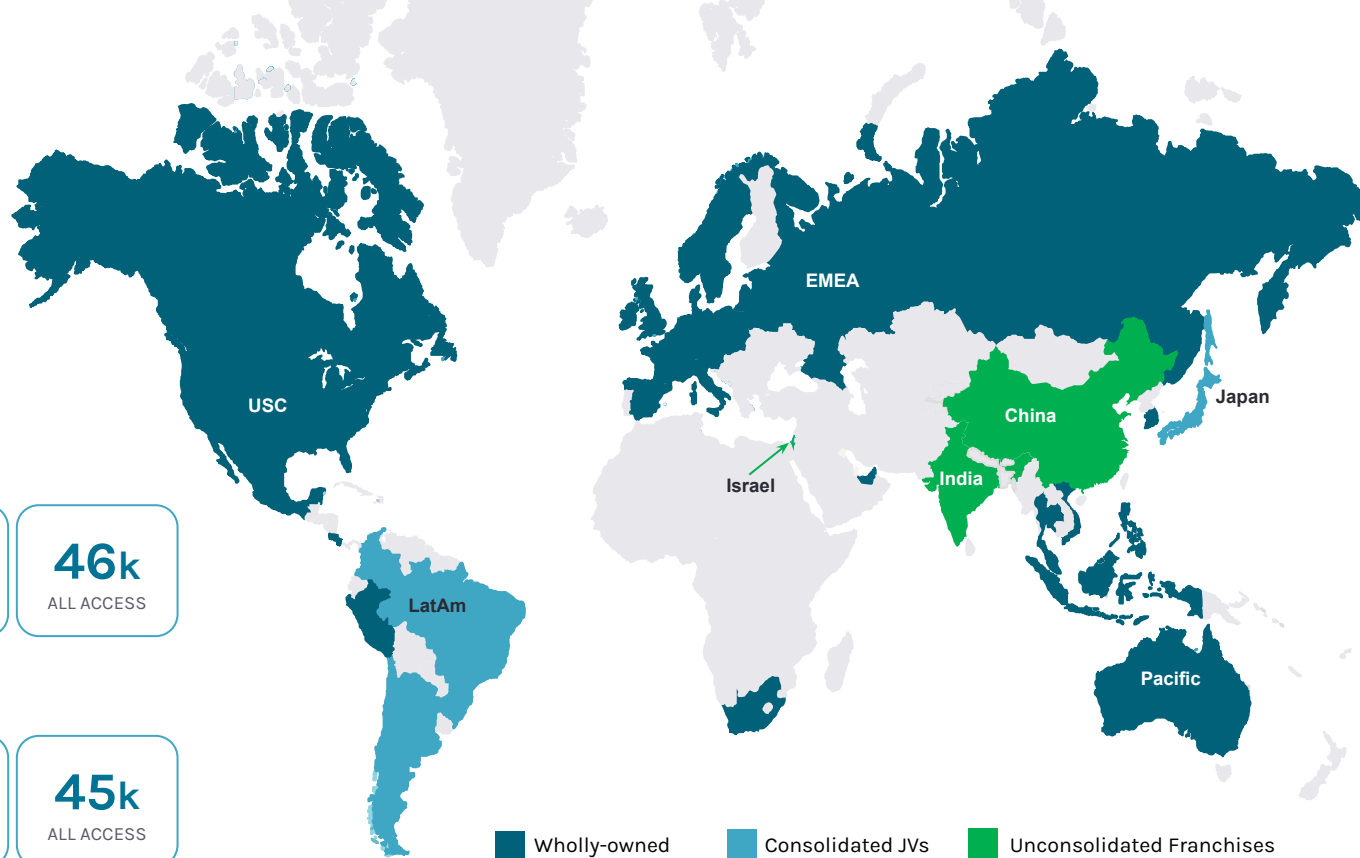 EMEA
Japan
USC
China
India
Israel
46k
ALL ACCESS
LatAm
Pacific
45k
ALL ACCESS
Wholly-owned
Consolidated JVs
Unconsolidated Franchises